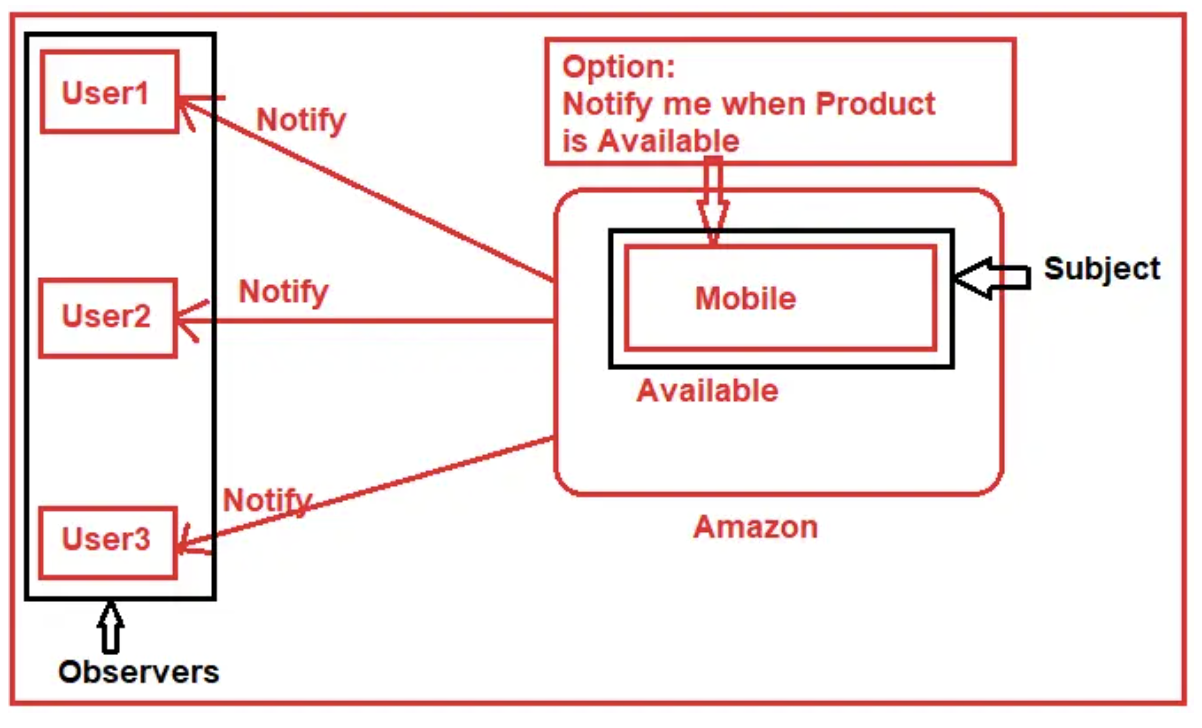 User1
Notify
Option:
Notify me when Product
is Available
User2
Notify
Mobile
Subject
Available
User3
Notify
Amazon
Observers